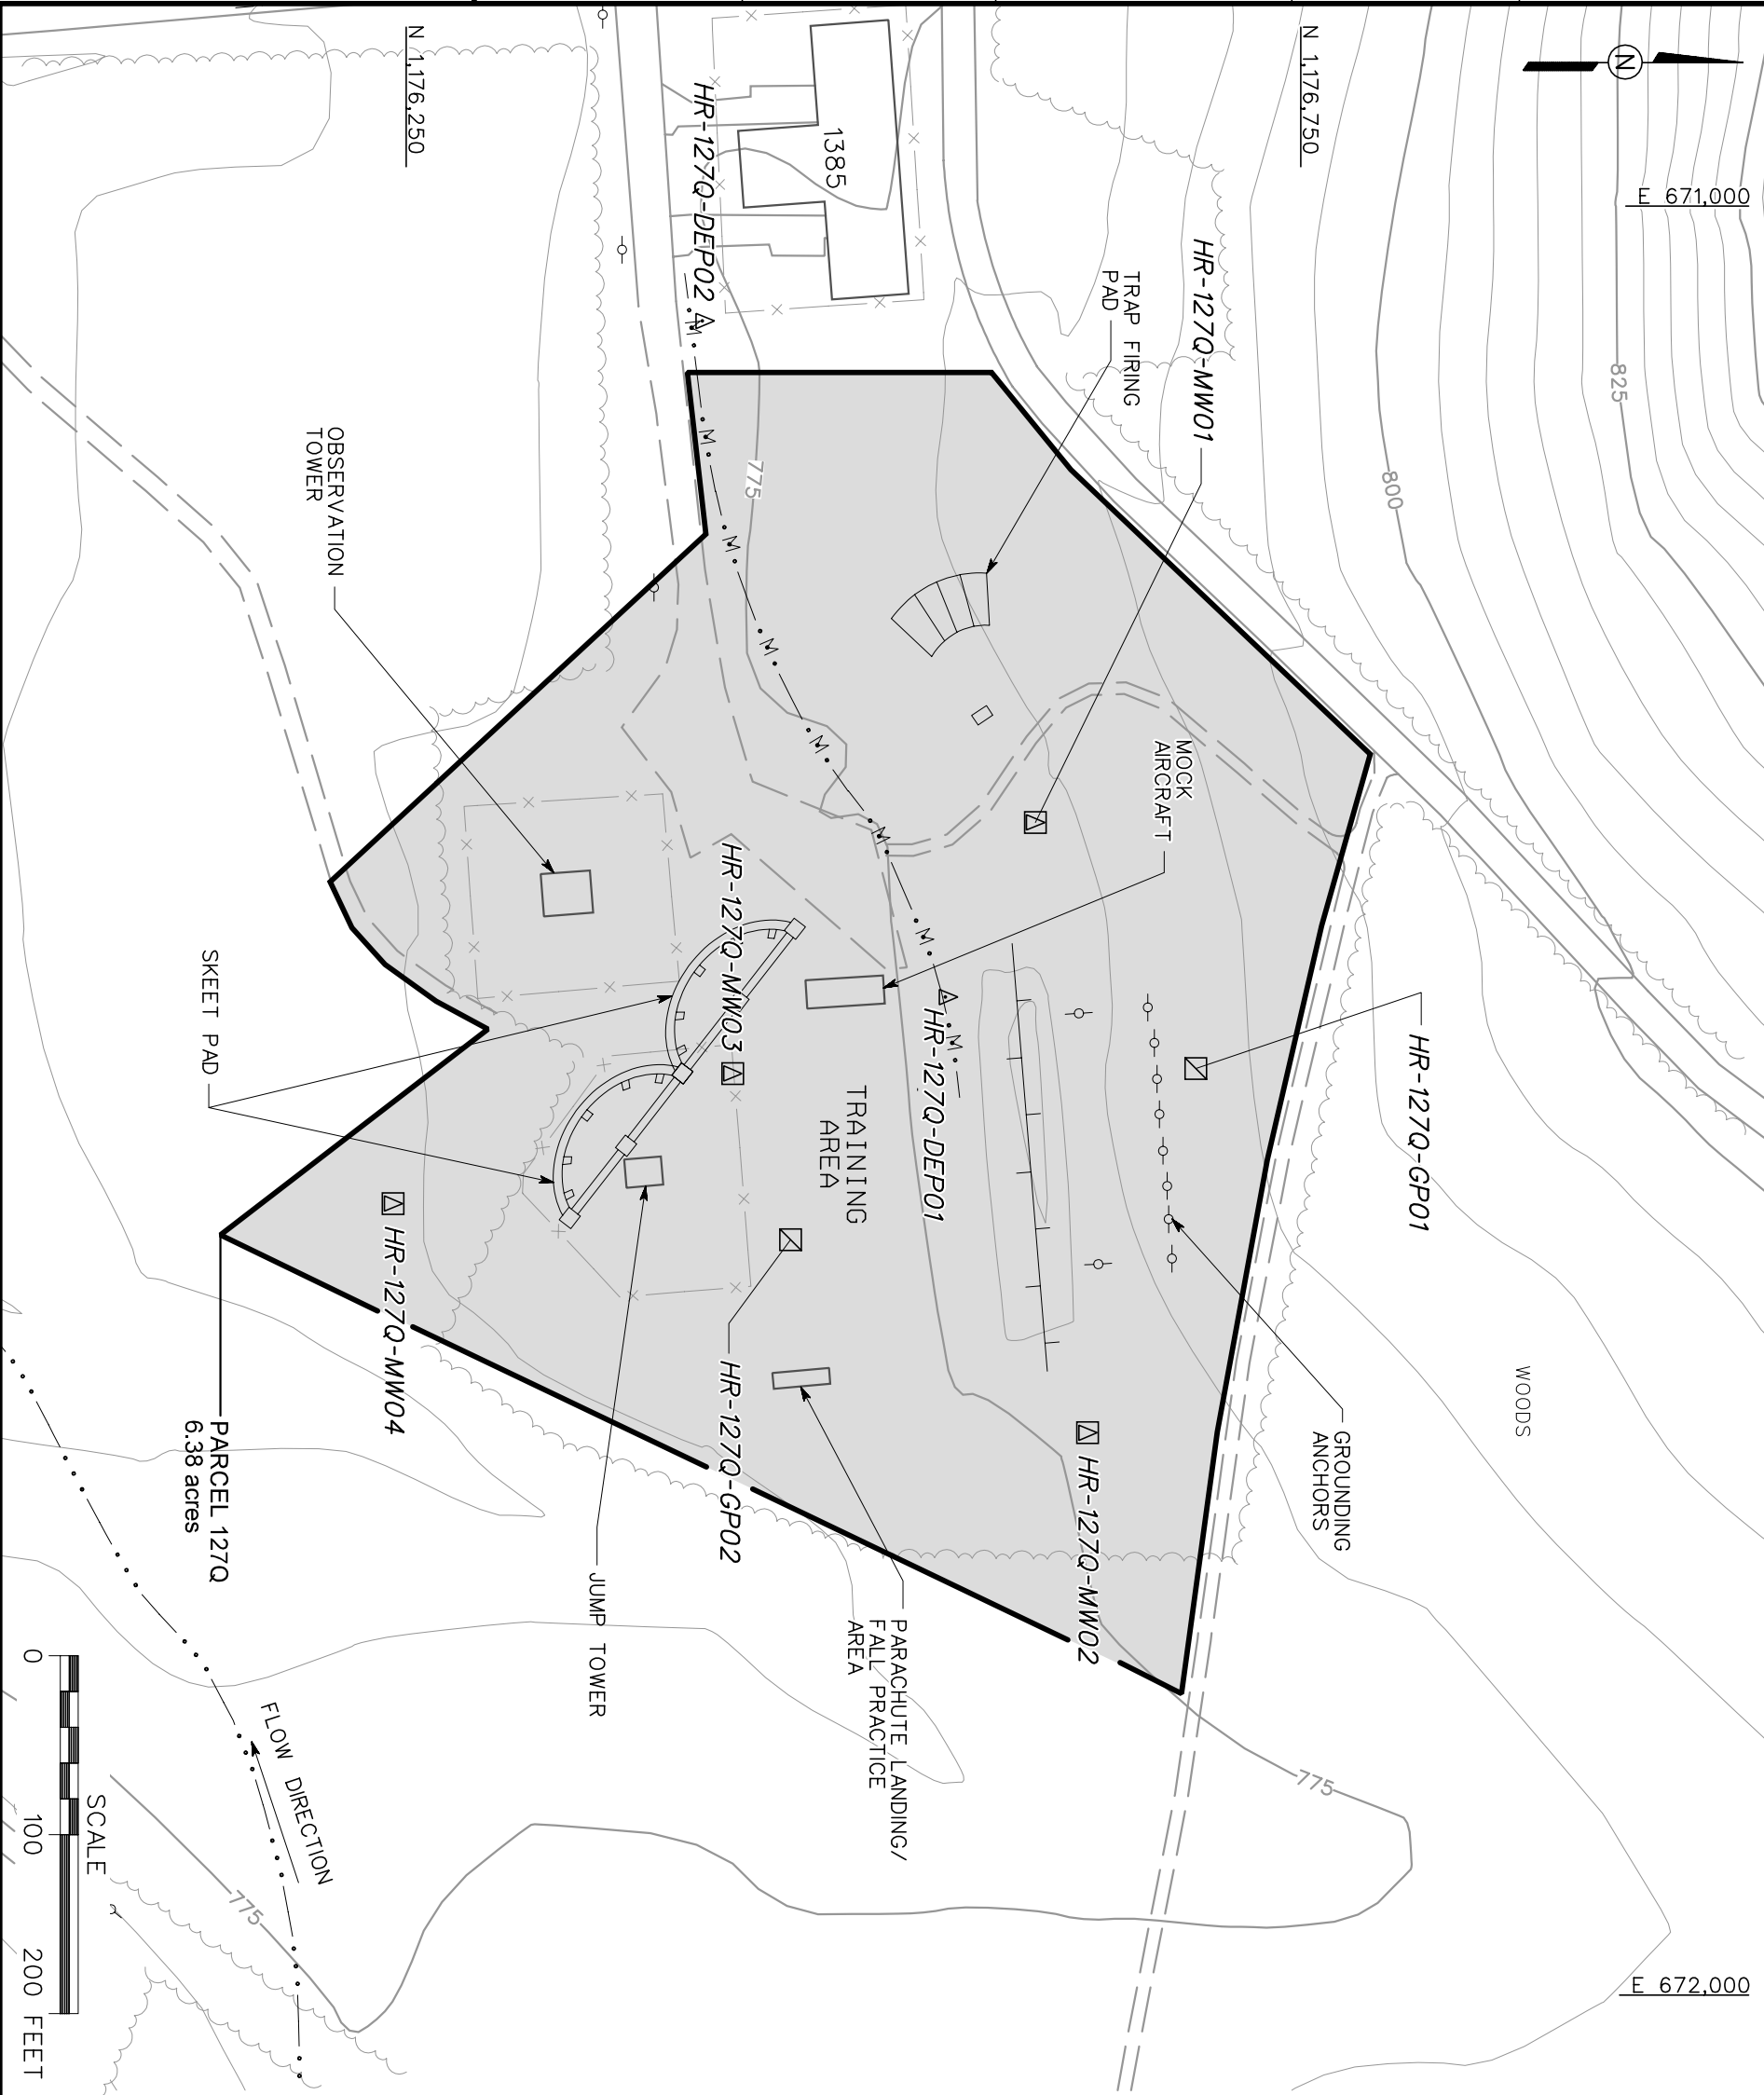 N
N 1,176,250
N 1,176,750
E 671,000
E 672,000
1385
HR-127Q-DEP02
HR-127Q-MW01
TRAP FIRING
PAD
825
800
775
M
M
M
M
M
M
M
M
OBSERVATION
TOWER
MOCK
AIRCRAFT
HR-127Q-MW03
HR-127Q-DEP01
HR-127Q-GP01
SKEET PAD
TRAINING
AREA
HR-127Q-MW04
HR-127Q-GP02
HR-127Q-MW02
GROUNDING
ANCHORS
WOODS
PARCEL 127Q
6.38 acres
JUMP TOWER
PARACHUTE LANDING/
FALL PRACTICE
AREA
FLOW DIRECTION
775
775
SCALE
0 100 200 FEET